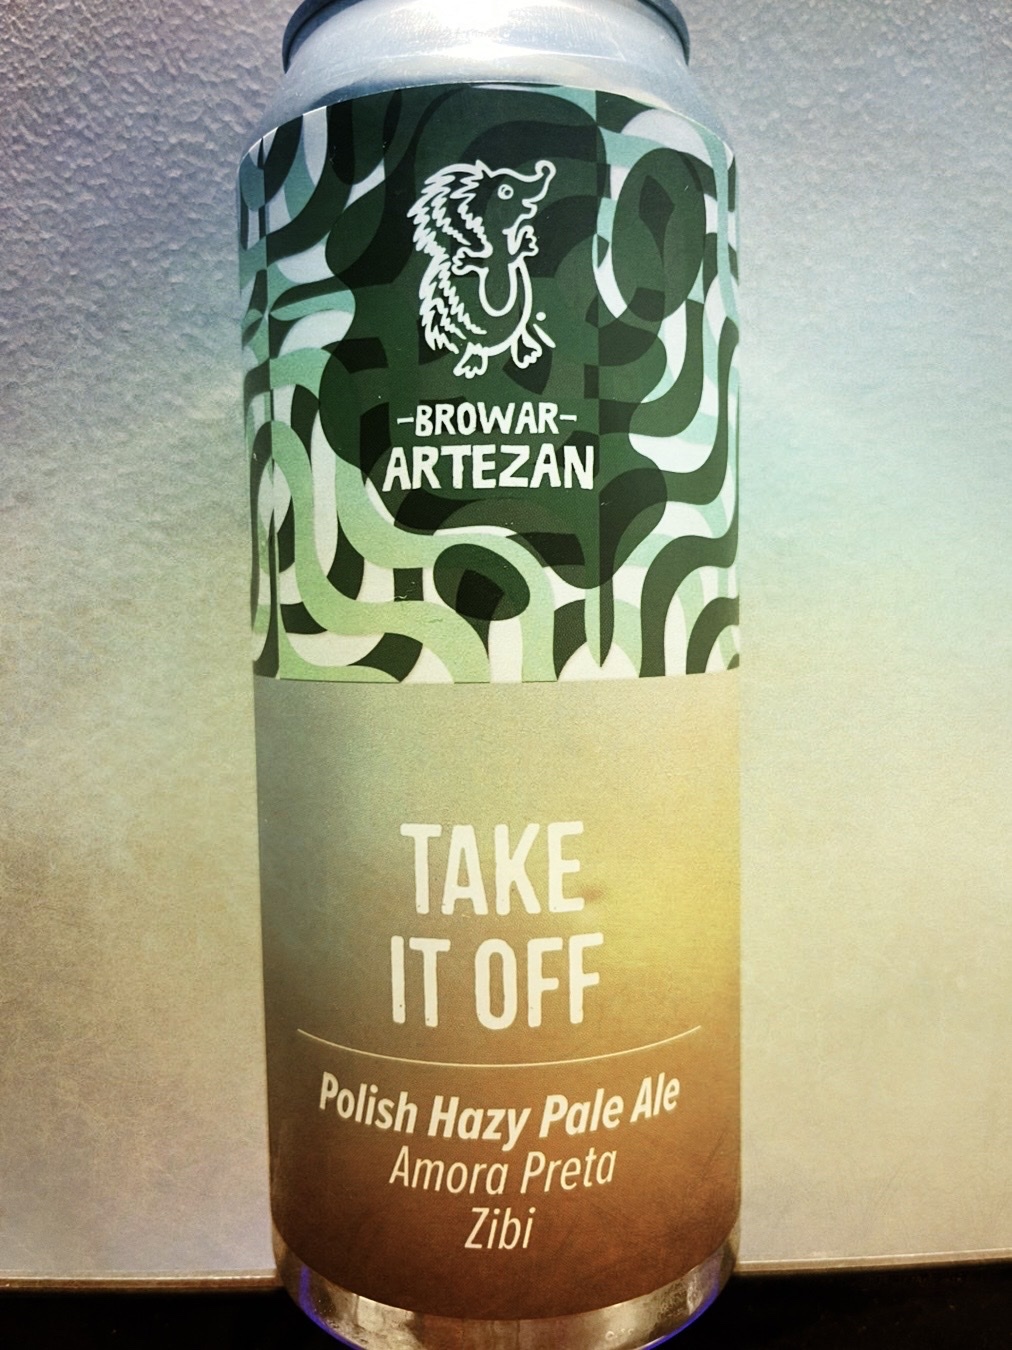 -BROWAR-
ARTEZAN
TAKE
IT OFF
Polish Hazy Pale Ale
Amora Preta
Zibi